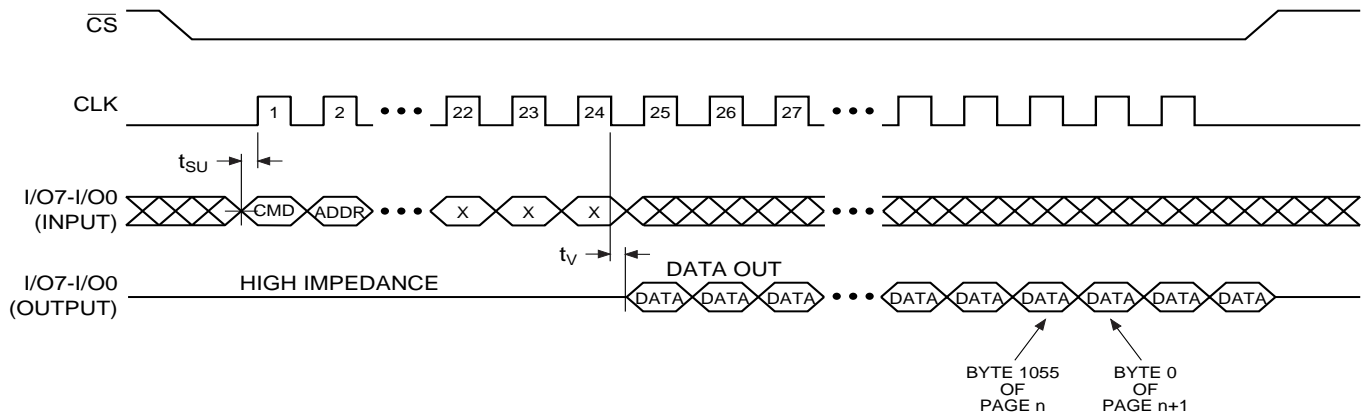 CS
CLK
1 2 ••• 22 23 24 25 26 27 •••
tSU
I/O7-I/O0
(INPUT)
CMD ADDR ••• X X X •••
tV
DATA OUT
I/O7-I/O0
(OUTPUT)
HIGH IMPEDANCE
DATA DATA DATA ••• DATA DATA DATA DATA DATA DATA
BYTE 1055
OF
PAGE n
BYTE 0
OF
PAGE n+1